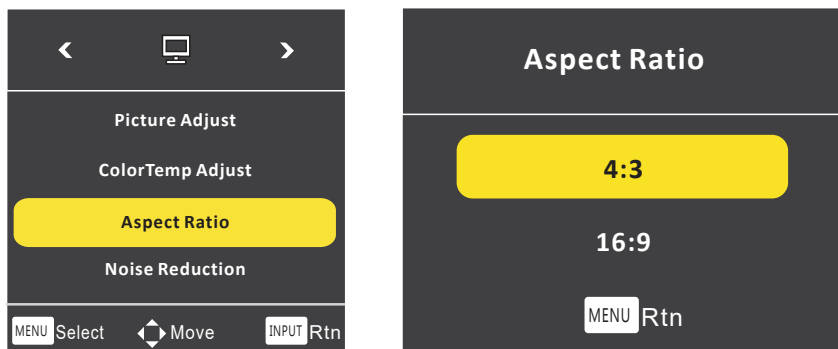 Picture Adjust
ColorTemp Adjust
Aspect Ratio
Noise Reduction
MENU Select Move INPUT Rtn
Aspect Ratio
4:3
16:9
MENU Rtn